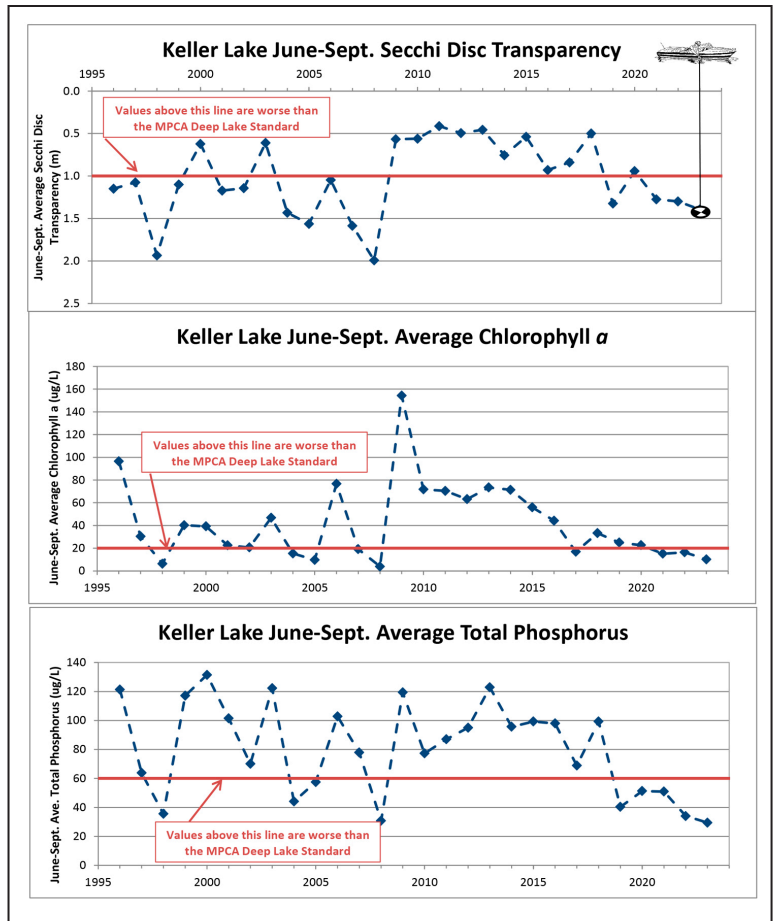 Keller Lake June-Sept. Secchi Disc Transparency
1995 2000 2005 2010 2015 2020
0.0
Values above this line are worse than
the MPCA Deep Lake Standard
0.5
1.0
1.5
2.0
2.5
June-Sept. Average Secchi Disc
Transparency (m)
Keller Lake June-Sept. Average Chlorophyll a
180
160
140
120
100
80
60
40
20
0
June-Sept. Average Chlorophyll a (ug/L)
Values above this line are worse than
the MPCA Deep Lake Standard
1995 2000 2005 2010 2015 2020
Keller Lake June-Sept. Average Total Phosphorus
140
120
100
80
60
40
20
0
June-Sept. Ave. Total Phosphorus (ug/L)
Values above this line are worse than
the MPCA Deep Lake Standard
1995 2000 2005 2010 2015 2020